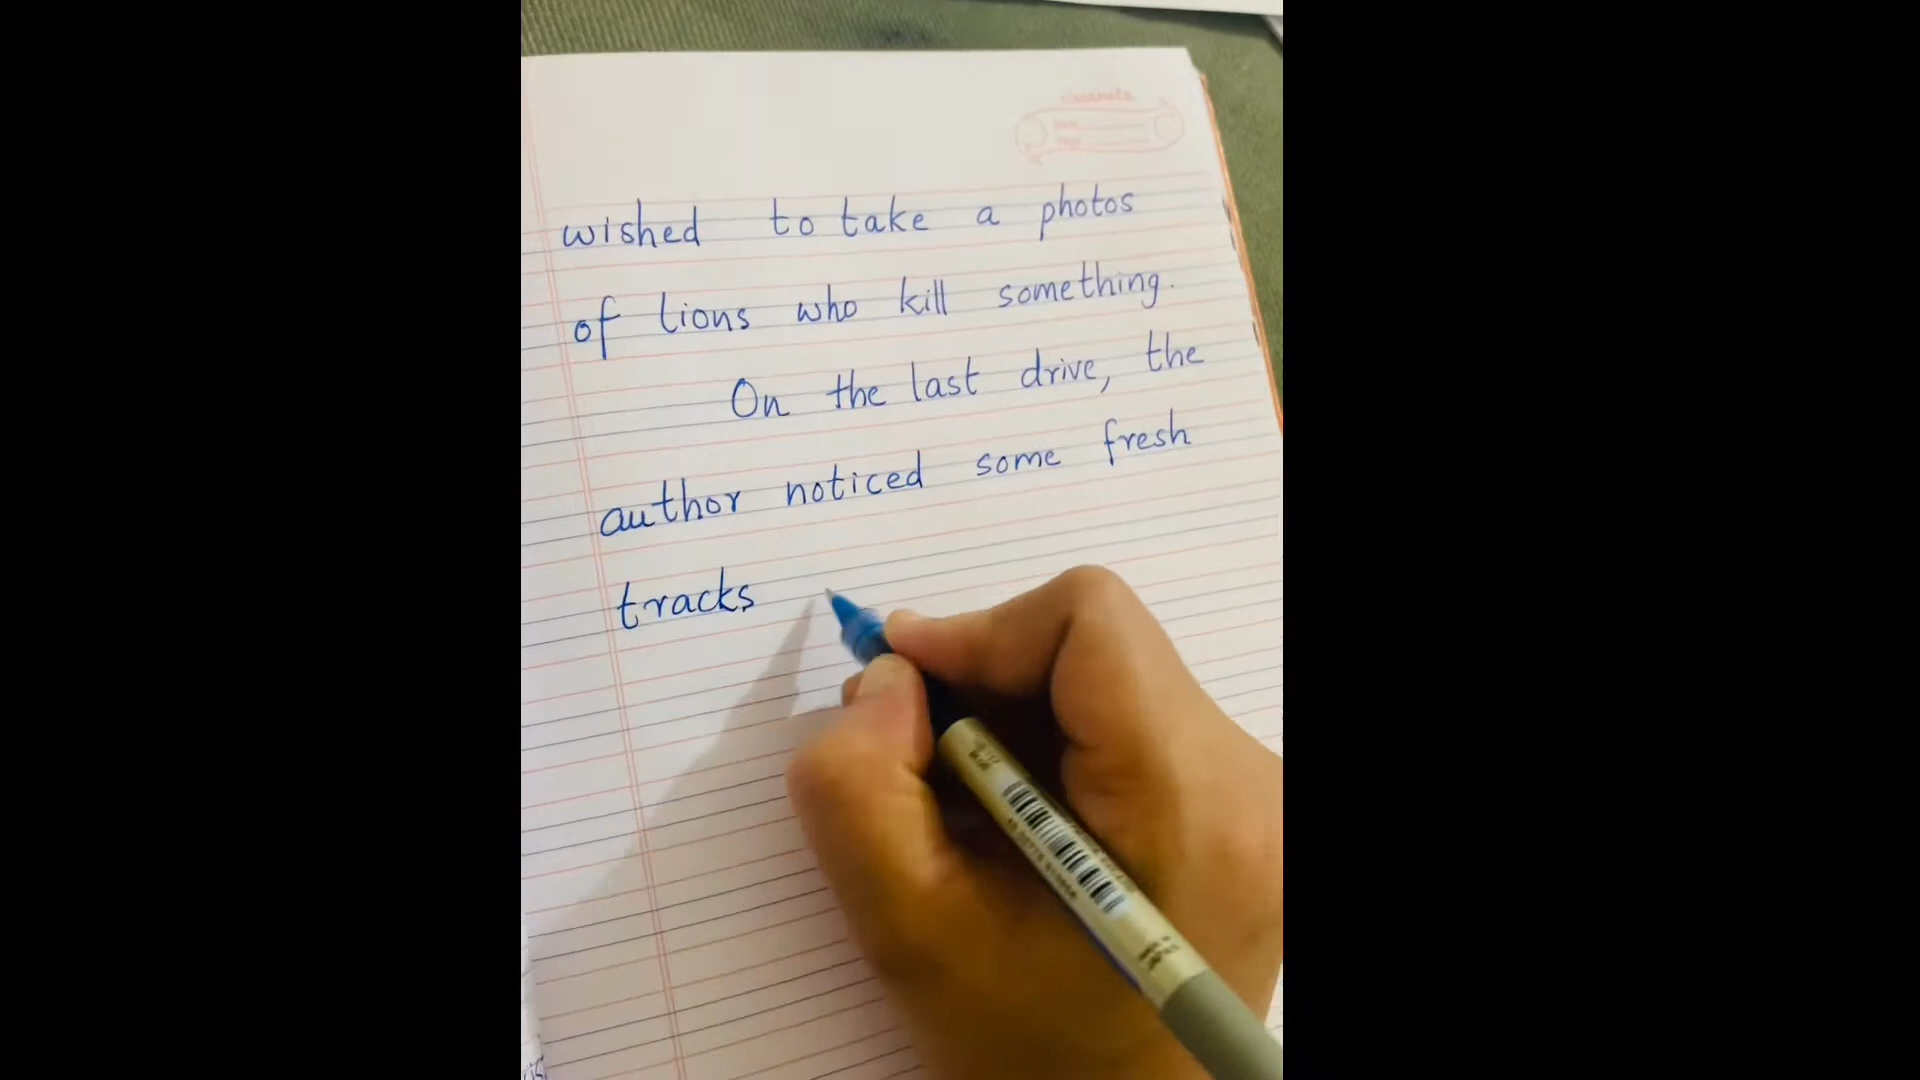 classmate
wished to take a photos
of lions who kill something.
On the last drive, the
author noticed some fresh
tracks